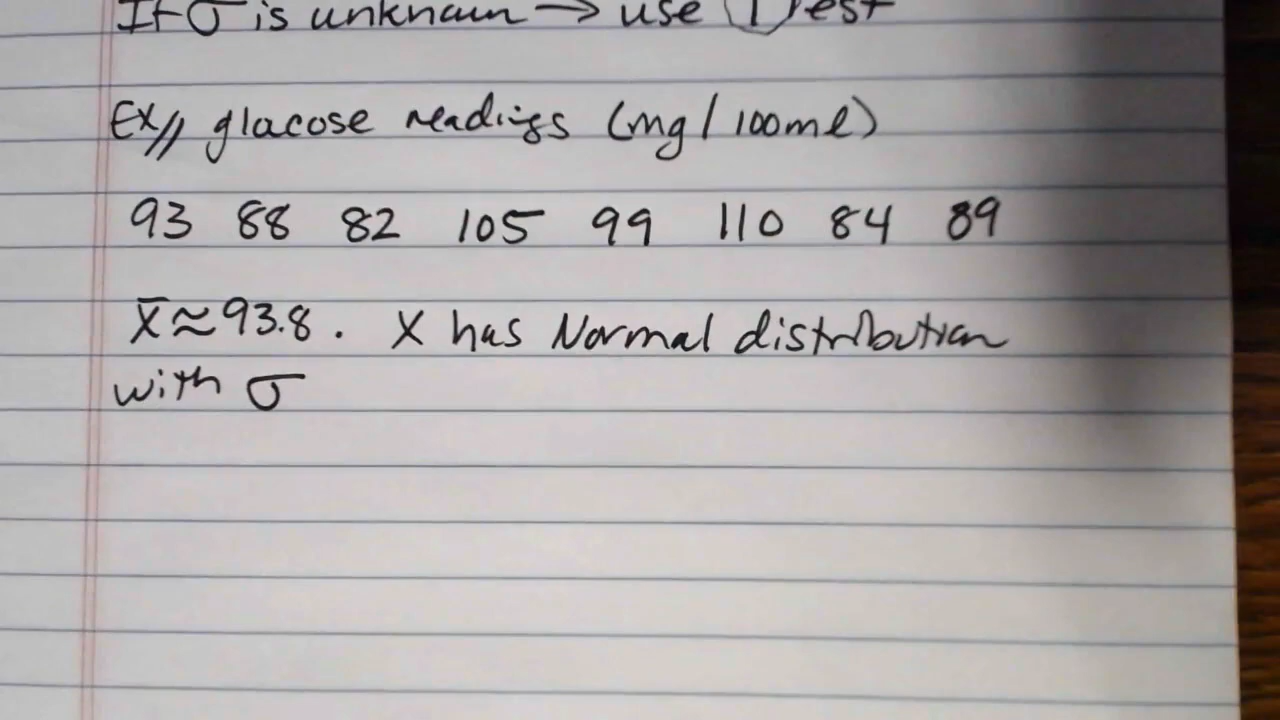 If σ is unknown → use T est
Ex// glucose readings (mg/100ml)
93 88 82 105 99 110 84 89
x̄ ≈ 93.8. X has Normal distribution
with σ